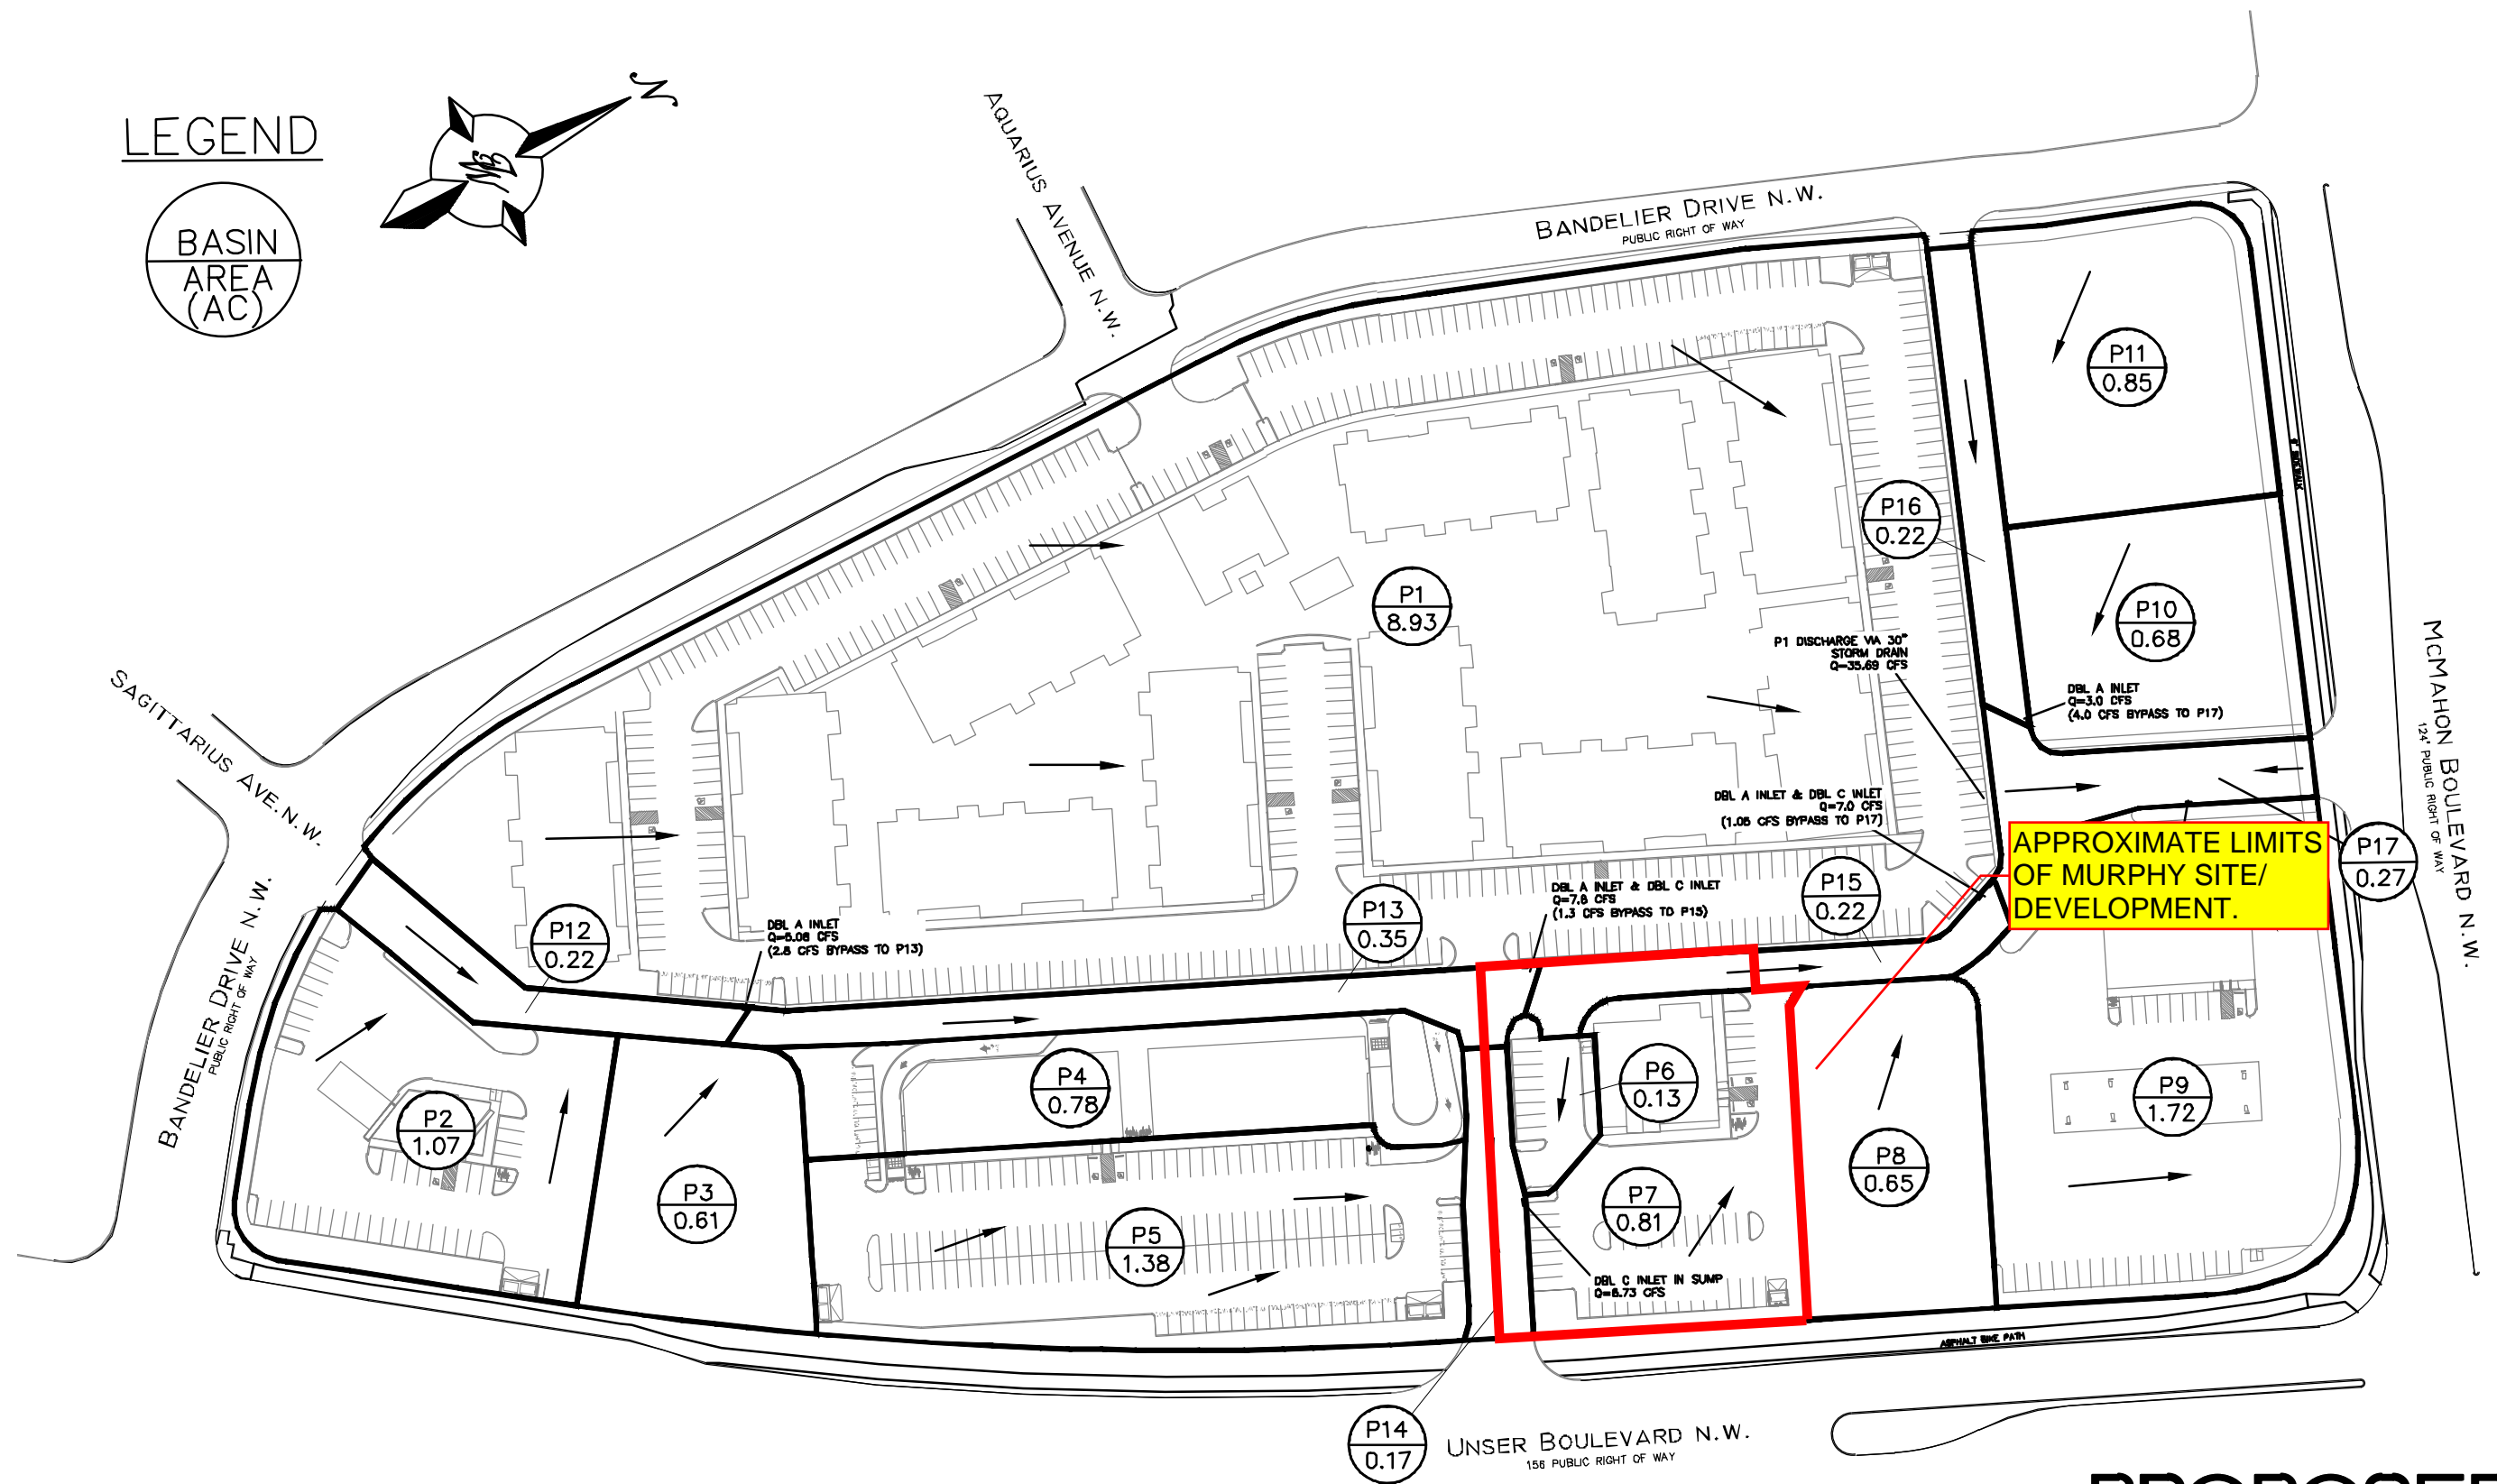 LEGEND
BASIN
AREA
(AC)
N
AQUARIUS AVENUE N.W.
BANDELIER DRIVE N.W.
PUBLIC RIGHT OF WAY
P11
0.85
P16
0.22
P10
0.68
P1
8.93
P1 DISCHARGE VIA 30"
STORM DRAIN
Q=35.69 CFS
DBL A INLET
Q=3.0 CFS
(4.0 CFS BYPASS TO P17)
MCMAHON BOULEVARD N.W.
124' PUBLIC RIGHT OF WAY
SAGITTARIUS AVE. N.W.
DBL A INLET & DBL C INLET
Q=7.0 CFS
(1.05 CFS BYPASS TO P17)
APPROXIMATE LIMITS
OF MURPHY SITE/
DEVELOPMENT.
P17
0.27
P15
0.22
DBL A INLET & DBL C INLET
Q=7.6 CFS
(1.3 CFS BYPASS TO P15)
P13
0.35
P12
0.22
DBL A INLET
Q=5.06 CFS
(2.8 CFS BYPASS TO P13)
BANDELIER DRIVE N.W.
PUBLIC RIGHT OF WAY
P4
0.78
P6
0.13
P2
1.07
P9
1.72
P8
0.65
P3
0.61
P7
0.81
P5
1.38
DBL C INLET IN SUMP
Q=6.73 CFS
ASPHALT BIKE PATH
P14
0.17
UNSER BOULEVARD N.W.
156 PUBLIC RIGHT OF WAY